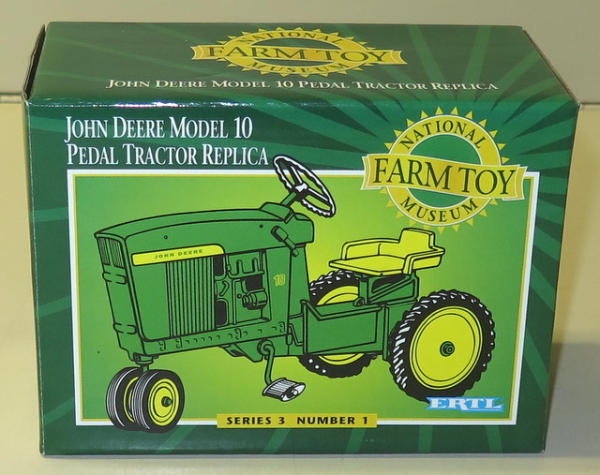 NATIONAL
FARM TOY
MUSEUM
JOHN DEERE MODEL 10 PEDAL TRACTOR REPLICA
JOHN DEERE MODEL 10
PEDAL TRACTOR REPLICA
NATIONAL
FARM TOY
MUSEUM
JOHN DEERE
10
SERIES 3 NUMBER 1
ERTL